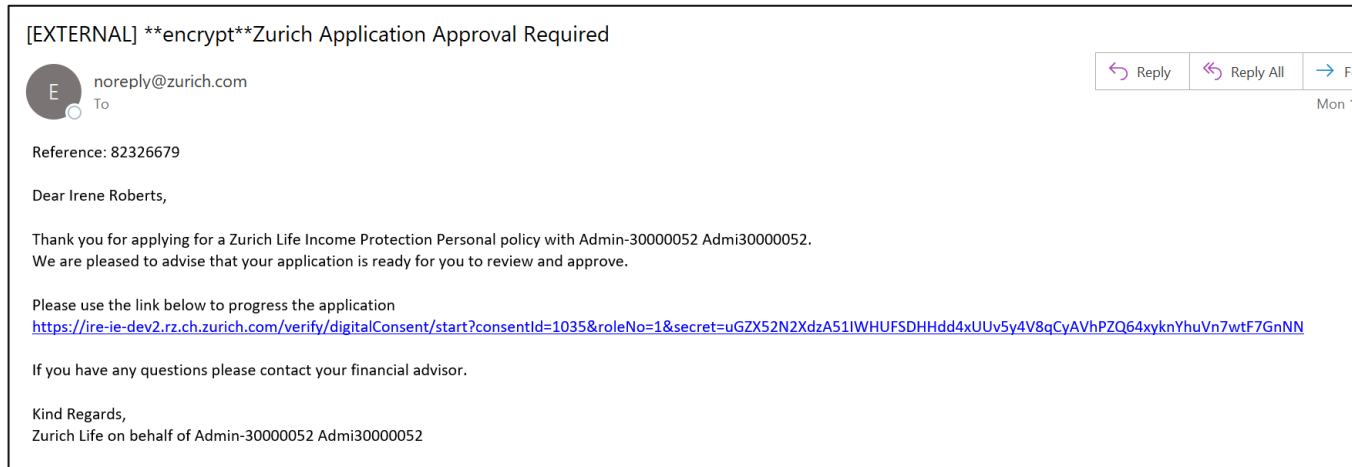 [EXTERNAL] **encrypt**Zurich Application Approval Required
E
noreply@zurich.com
To
Reply
Reply All
F
Mon 1
Reference: 82326679
Dear Irene Roberts,
Thank you for applying for a Zurich Life Income Protection Personal policy with Admin-30000052 Admi30000052.
We are pleased to advise that your application is ready for you to review and approve.
Please use the link below to progress the application
https://ire-ie-dev2.rz.ch.zurich.com/verify/digitalConsent/start?consentId=1035&roleNo=1&secret=uGZX52N2XdzA51IWHUFSDHHdd4xUUv5y4V8qCyAVhPZQ64xyknYhuVn7wtF7GnNN
If you have any questions please contact your financial advisor.
Kind Regards,
Zurich Life on behalf of Admin-30000052 Admi30000052